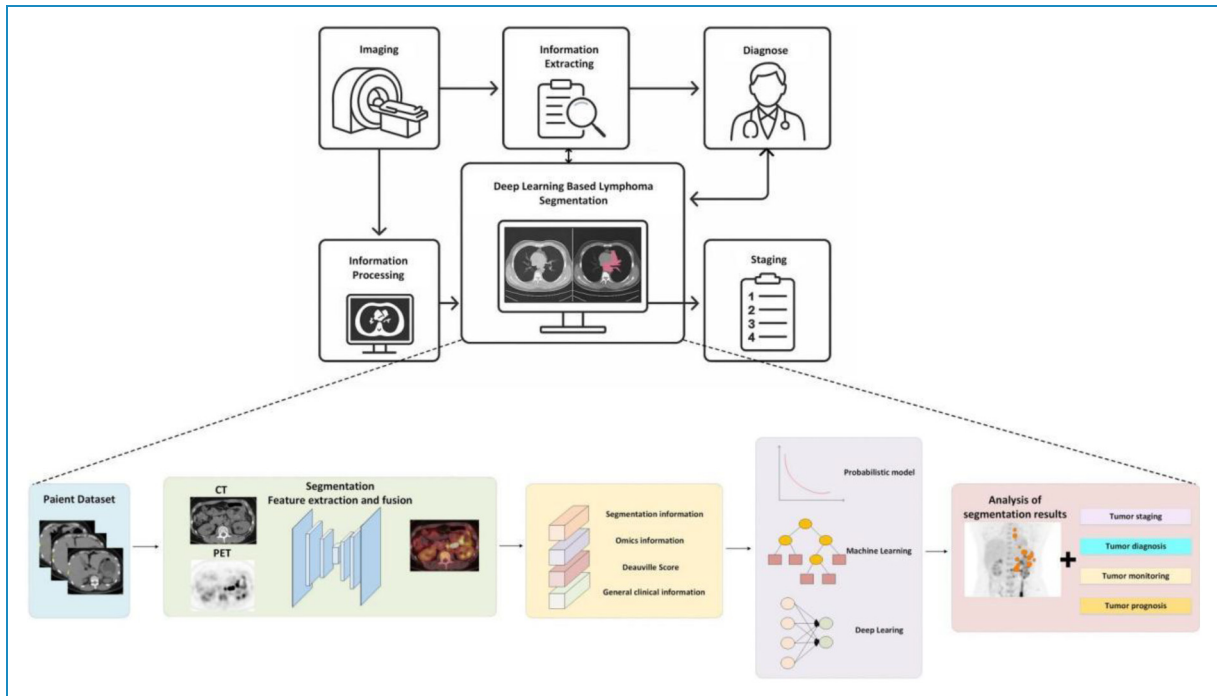 Imaging
Information
Extracting
Diagnose
Deep Learning Based Lymphoma
Segmentation
Information
Processing
Staging
1
2
3
4
Paient Dataset
CT
PET
Segmentation
Feature extraction and fusion
Segmentation information
Omics information
Deauville Score
General clinical information
Probabilistic model
Machine Learning
Deep Learing
Analysis of
segmentation results
+
Tumor staging
Tumor diagnosis
Tumor monitoring
Tumor prognosis